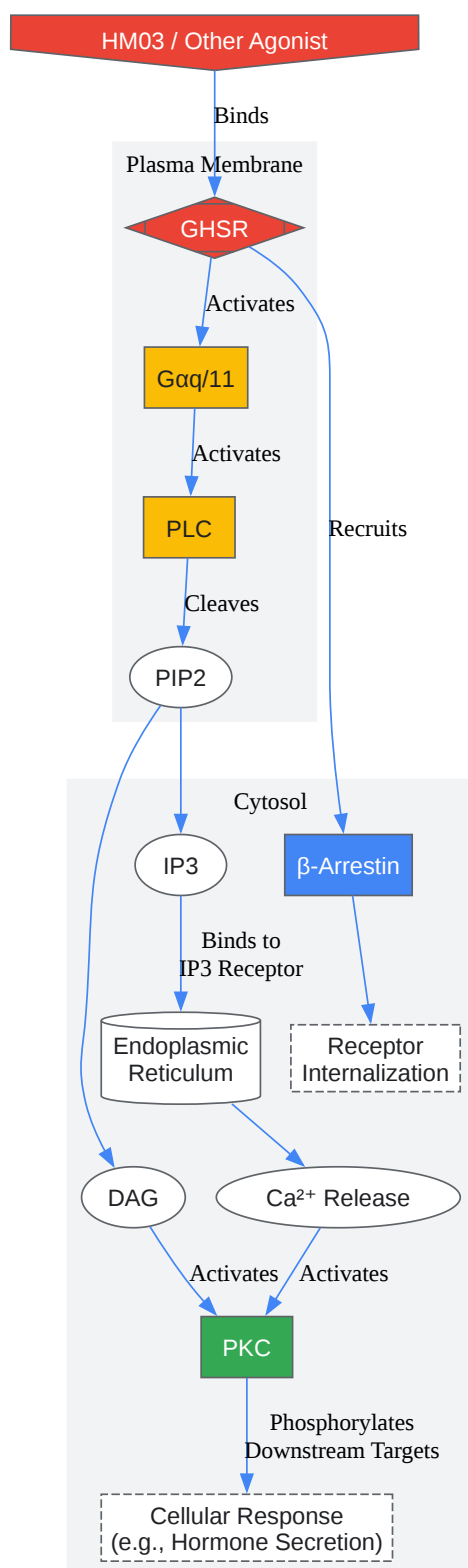 HM03 / Other Agonist
Binds
Plasma Membrane
GHSR
Activates
Gαq/11
Activates
PLC
Recruits
Cleaves
PIP2
Cytosol
IP3
β-Arrestin
Binds to
IP3 Receptor
Endoplasmic
Reticulum
Receptor
Internalization
DAG
Ca²⁺ Release
Activates
Activates
PKC
Phosphorylates
Downstream Targets
Cellular Response
(e.g., Hormone Secretion)